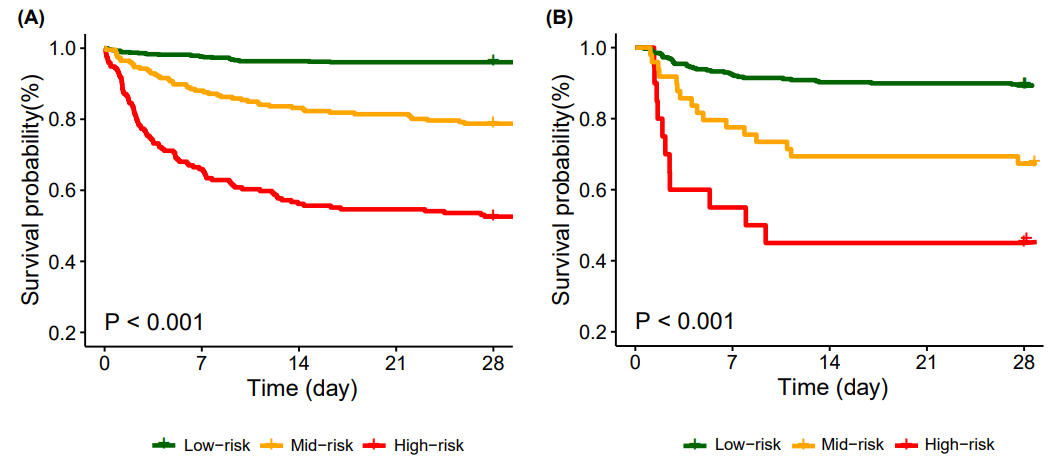 (A)
Survival probability(%)
1.0
0.8
0.6
0.4
0.2
P < 0.001
0 7 14 21 28
Time (day)
Low−risk Mid−risk High−risk
(B)
Survival probability(%)
1.0
0.8
0.6
0.4
0.2
P < 0.001
0 7 14 21 28
Time (day)
Low−risk Mid−risk High−risk